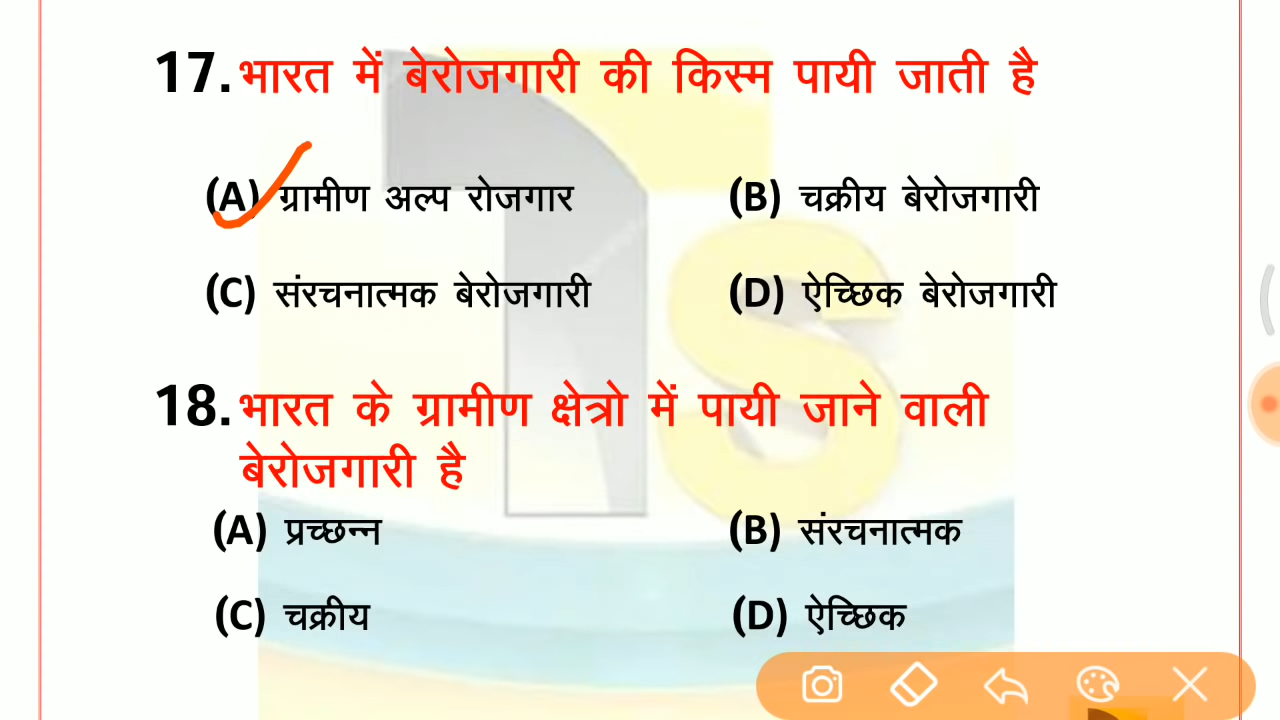 17. भारत में बेरोजगारी की किस्म पायी जाती है
(A) ग्रामीण अल्प रोजगार (B) चक्रीय बेरोजगारी
(C) संरचनात्मक बेरोजगारी (D) ऐच्छिक बेरोजगारी
18. भारत के ग्रामीण क्षेत्रो में पायी जाने वाली
बेरोजगारी है
(A) प्रच्छन्न (B) संरचनात्मक
(C) चक्रीय (D) ऐच्छिक